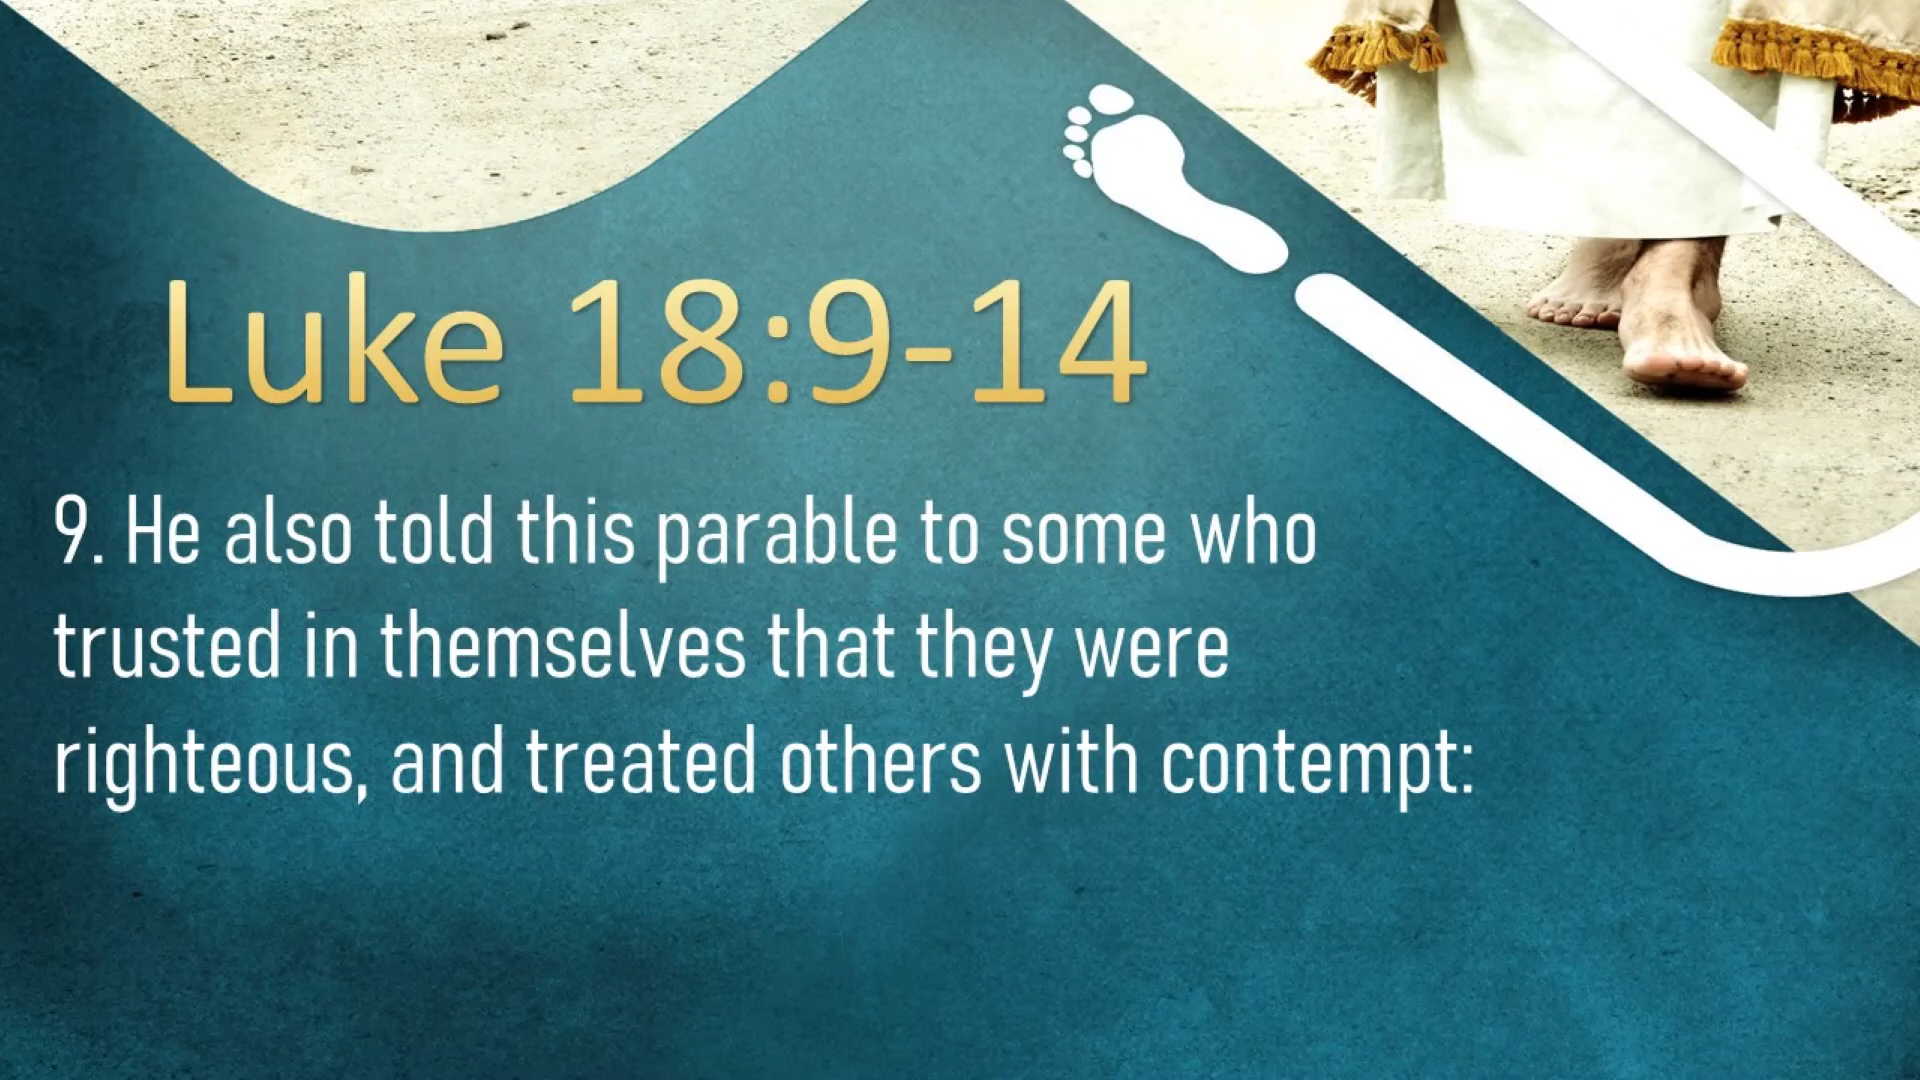 Luke 18:9-14
9. He also told this parable to some who
trusted in themselves that they were
righteous, and treated others with contempt: